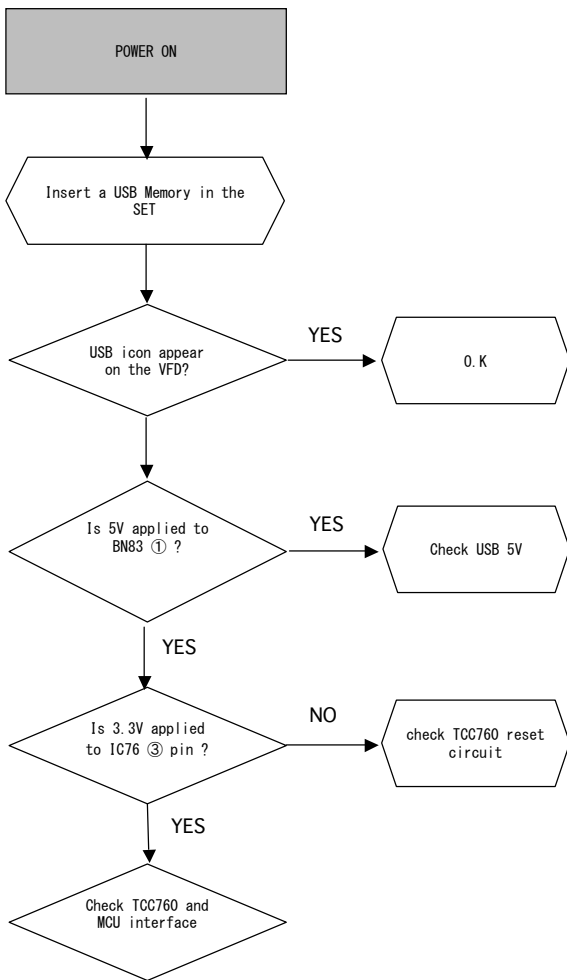 POWER ON
Insert a USB Memory in the
SET
USB icon appear
on the VFD?
YES
O.K
Is 5V applied to
BN83 ① ?
YES
Check USB 5V
YES
Is 3.3V applied
to IC76 ③ pin ?
NO
check TCC760 reset
circuit
YES
Check TCC760 and
MCU interface